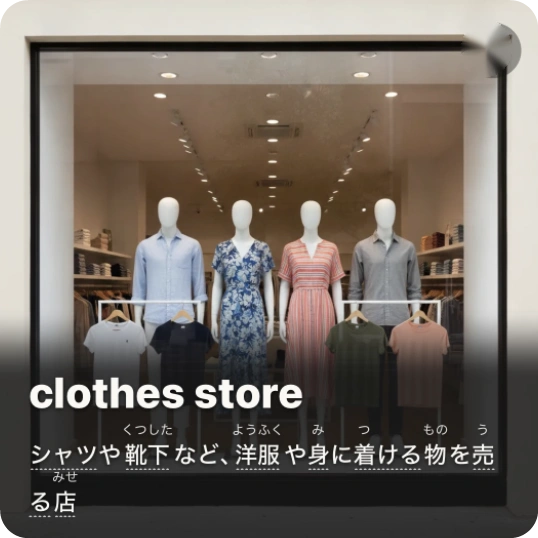 clothes store
くつした ようふく み つ もの う
シャツや靴下など、洋服や身に着ける物を売
みせ
る店